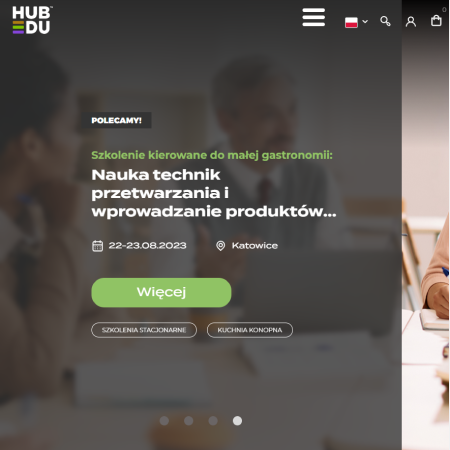 HUB
EDU
0
POLECAMY!
Szkolenie kierowane do małej gastronomii:
Nauka technik
przetwarzania i
wprowadzanie produktów...
22-23.08.2023
Katowice
Więcej
SZKOLENIA STACJONARNE
KUCHNIA KONOPNA